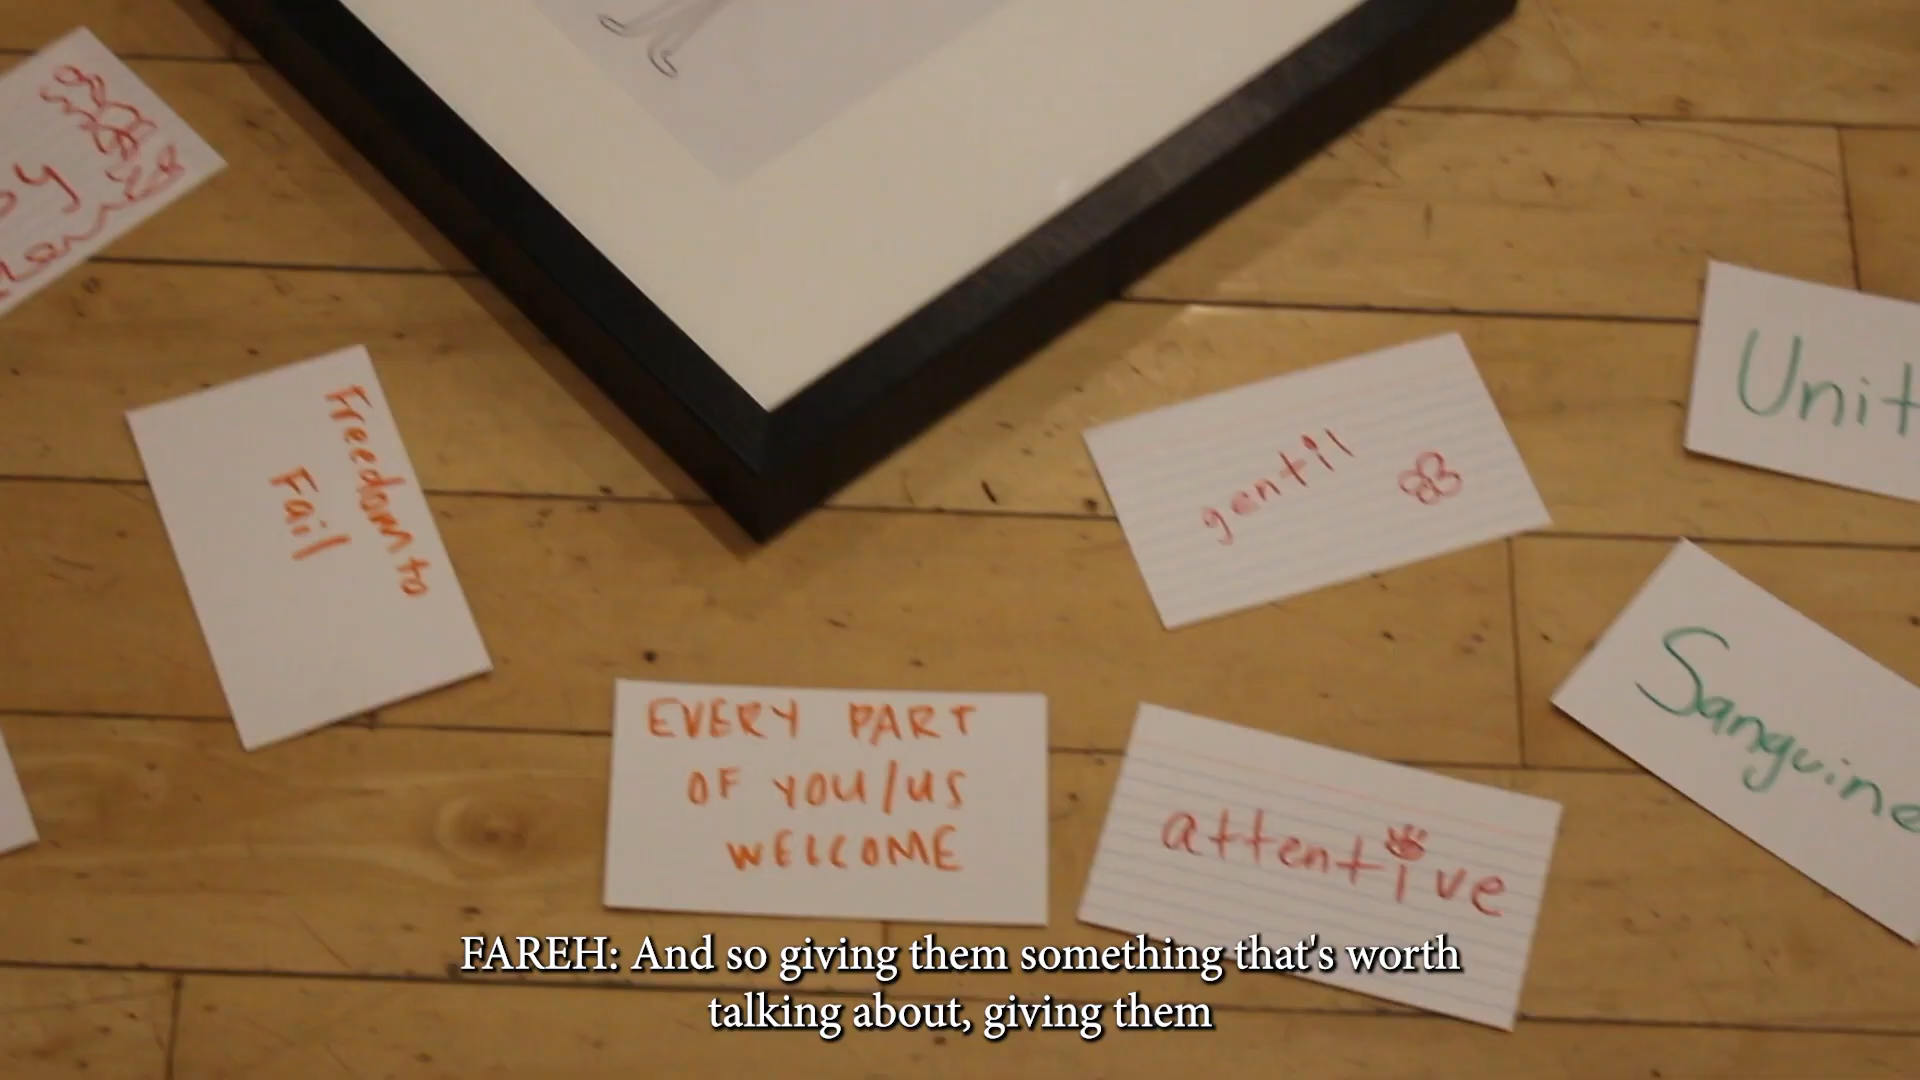 Freedom to
Fail
gentil
Unit
Sanguine
EVERY PART
OF YOU/US
WELCOME
attentive
FAREH: And so giving them something that's worth
talking about, giving them